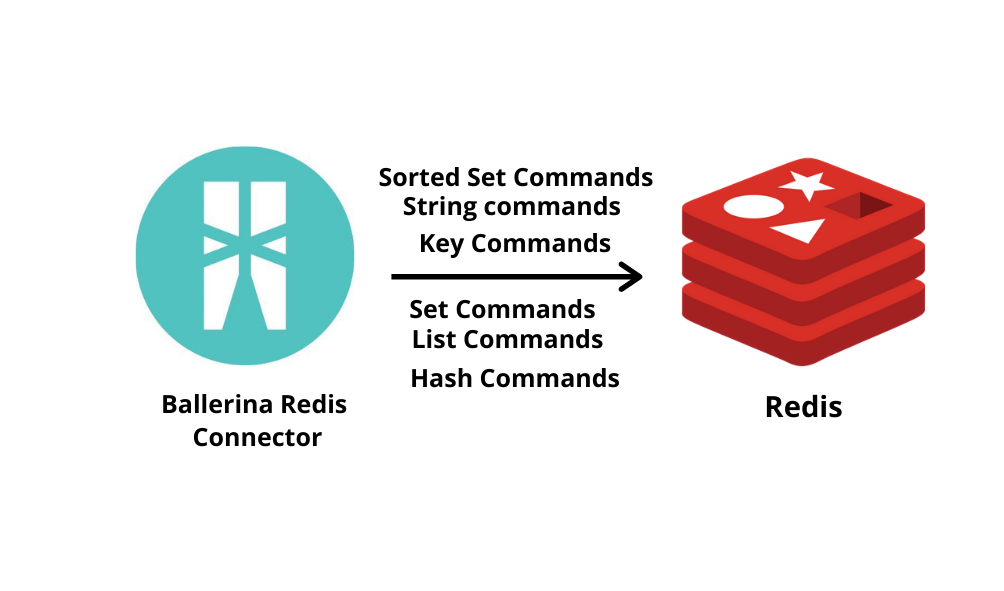 Sorted Set Commands
String commands
Key Commands
Set Commands
List Commands
Hash Commands
Ballerina Redis
Connector
Redis